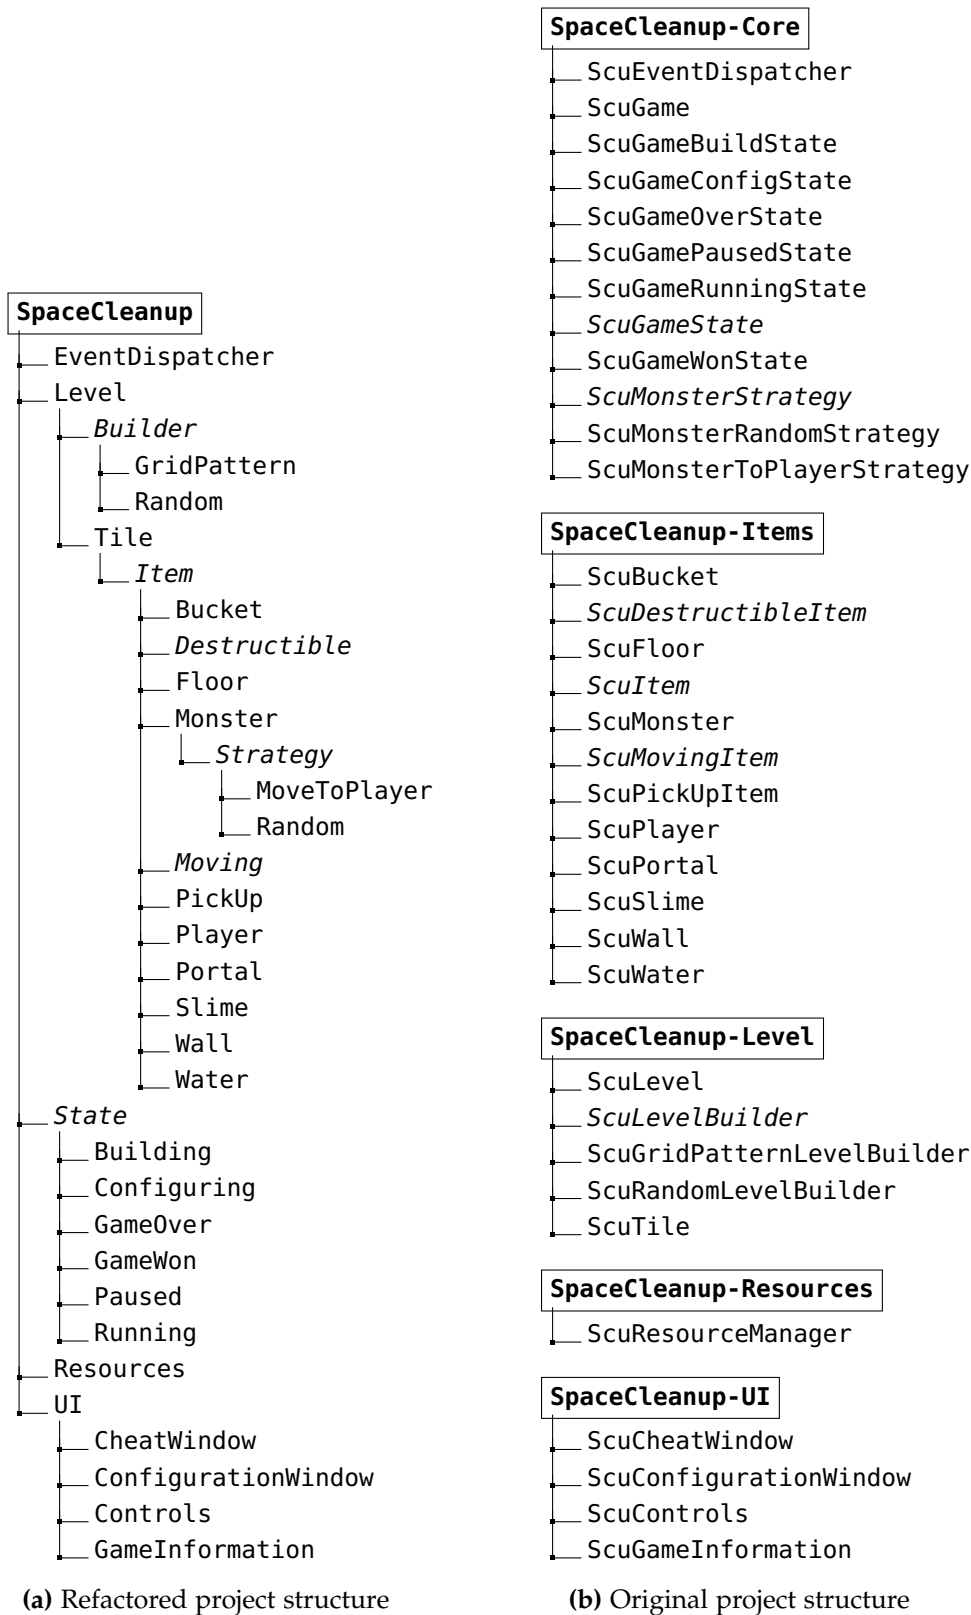 SpaceCleanup
EventDispatcher
Level
Builder
GridPattern
Random
Tile
Item
Bucket
Destructible
Floor
Monster
Strategy
MoveToPlayer
Random
Moving
PickUp
Player
Portal
Slime
Wall
Water
State
Building
Configuring
GameOver
GameWon
Paused
Running
Resources
UI
CheatWindow
ConfigurationWindow
Controls
GameInformation
(a) Refactored project structure
SpaceCleanup-Core
ScuEventDispatcher
ScuGame
ScuGameBuildState
ScuGameConfigState
ScuGameOverState
ScuGamePausedState
ScuGameRunningState
ScuGameState
ScuGameWonState
ScuMonsterStrategy
ScuMonsterRandomStrategy
ScuMonsterToPlayerStrategy
SpaceCleanup-Items
ScuBucket
ScuDestructibleItem
ScuFloor
ScuItem
ScuMonster
ScuMovingItem
ScuPickUpItem
ScuPlayer
ScuPortal
ScuSlime
ScuWall
ScuWater
SpaceCleanup-Level
ScuLevel
ScuLevelBuilder
ScuGridPatternLevelBuilder
ScuRandomLevelBuilder
ScuTile
SpaceCleanup-Resources
ScuResourceManager
SpaceCleanup-UI
ScuCheatWindow
ScuConfigurationWindow
ScuControls
ScuGameInformation
(b) Original project structure